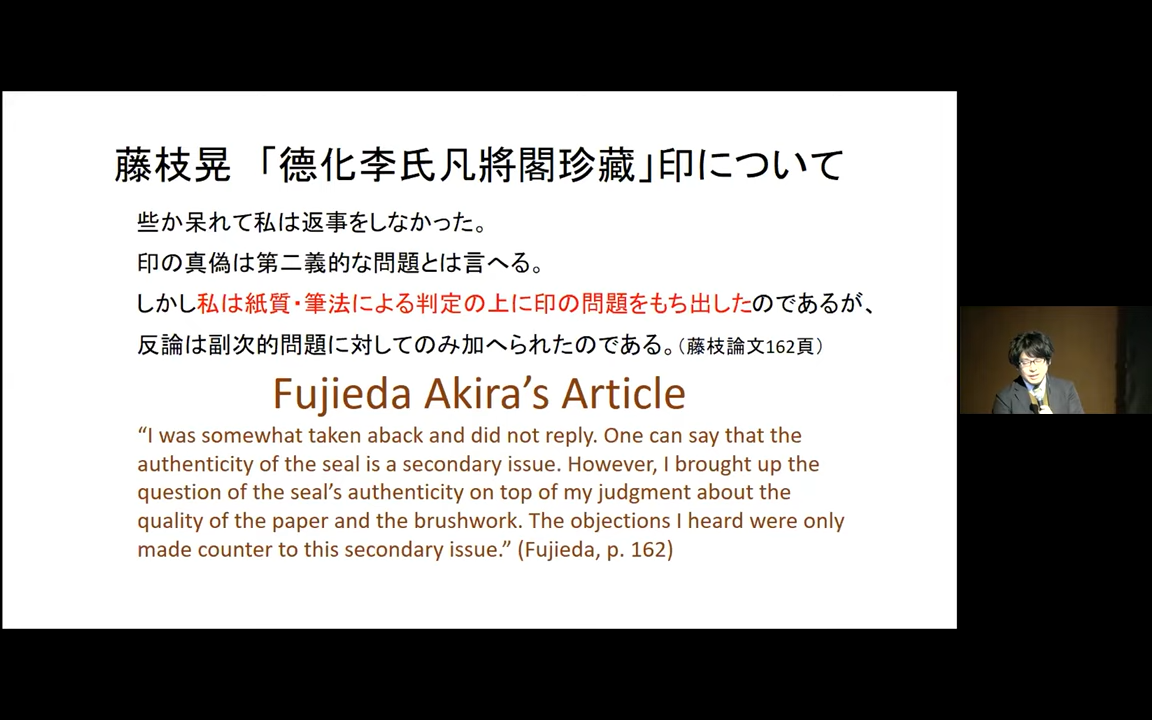 藤枝晃 「德化李氏凡將閣珍藏」印について
些か呆れて私は返事をしなかった。
印の真偽は第二義的な問題とは言へる。
しかし私は紙質・筆法による判定の上に印の問題をもち出したのであるが、
反論は副次的問題に対してのみ加へられたのである。（藤枝論文162頁）
Fujieda Akira’s Article
“I was somewhat taken aback and did not reply. One can say that the
authenticity of the seal is a secondary issue. However, I brought up the
question of the seal’s authenticity on top of my judgment about the
quality of the paper and the brushwork. The objections I heard were only
made counter to this secondary issue.” (Fujieda, p. 162)